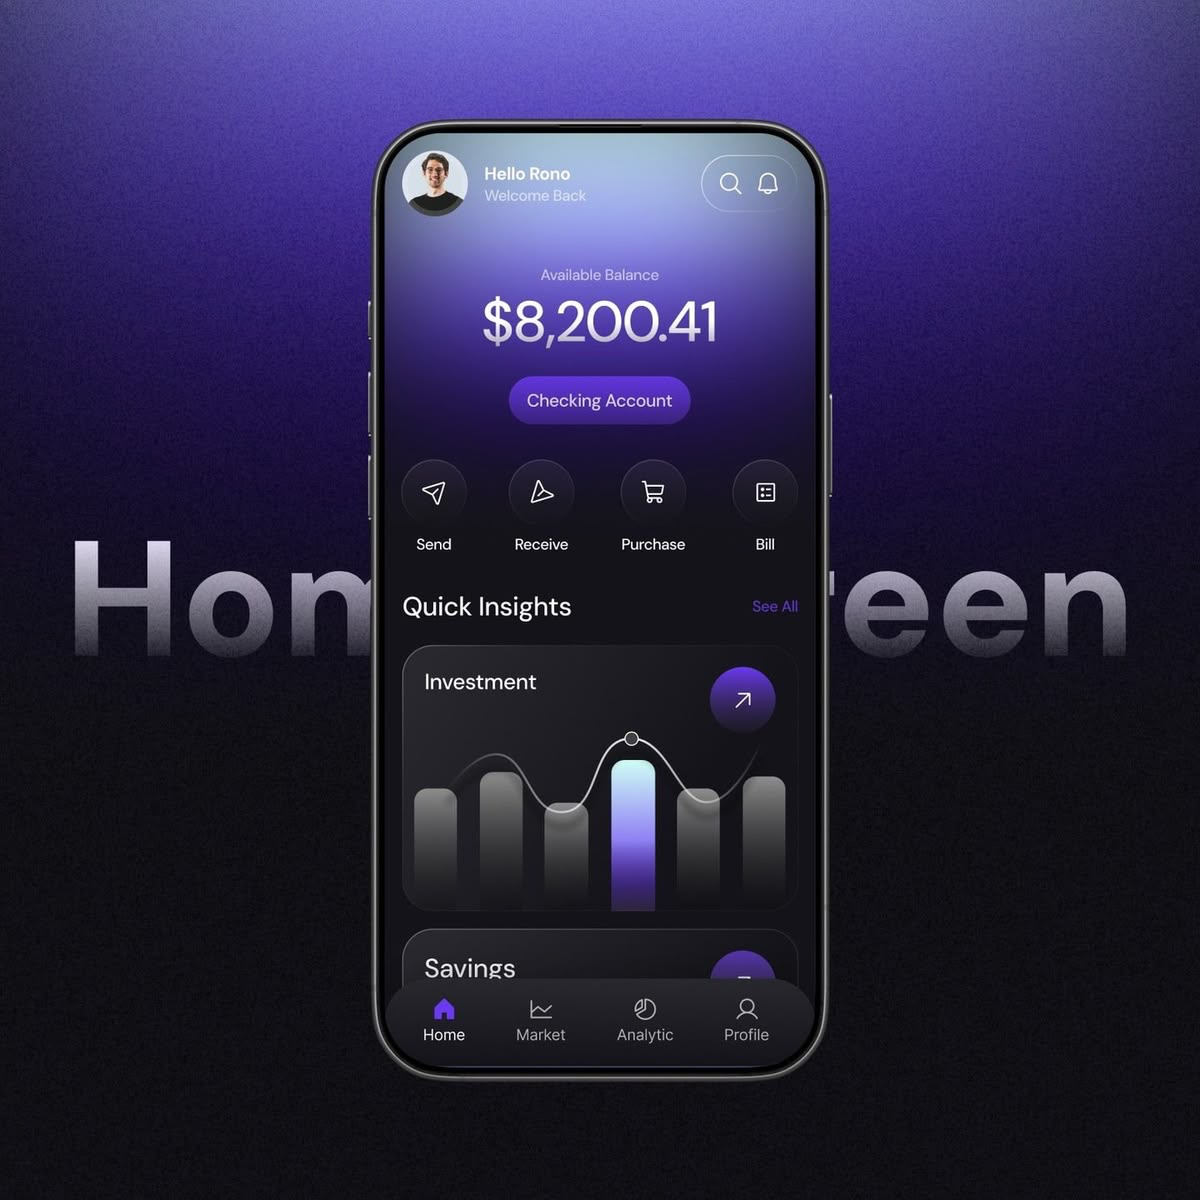 Hello Rono
Welcome Back
Available Balance
$8,200.41
Checking Account
Send Receive Purchase Bill
Hom reen
Quick Insights See All
Investment
Savings
Home Market Analytic Profile